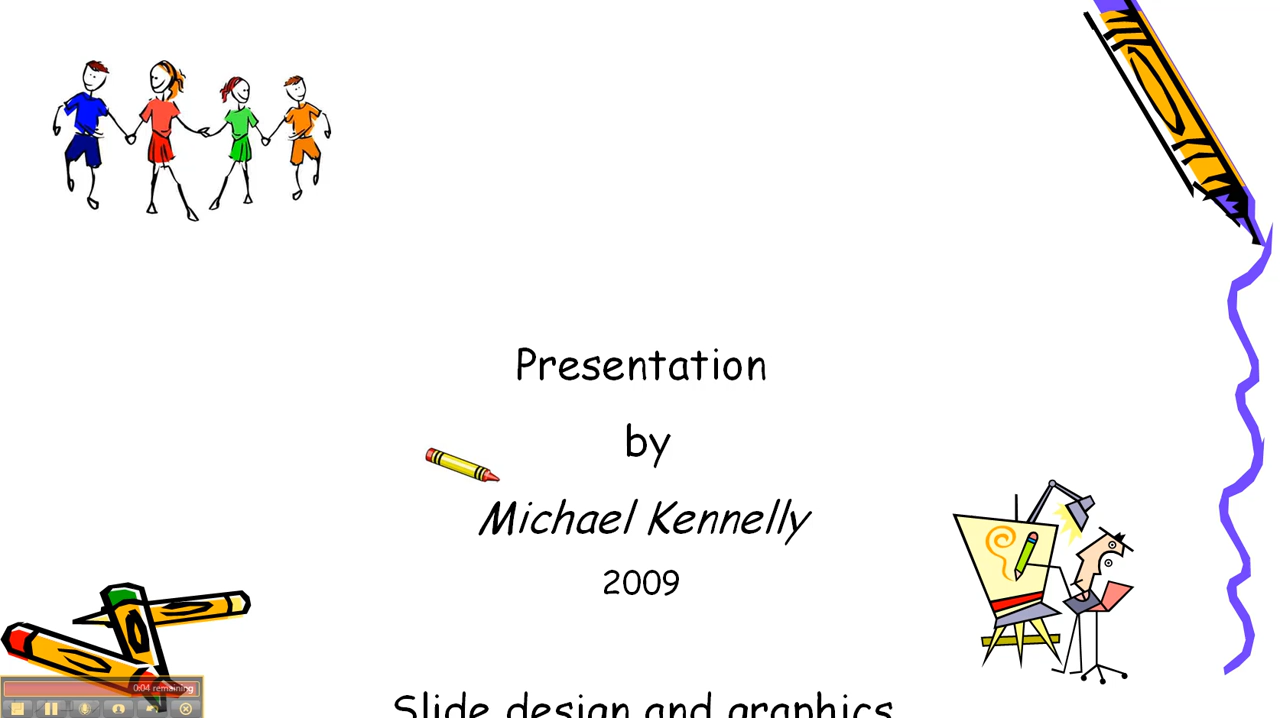 Presentation
by
Michael Kennelly
2009
Slide design and graphics
0:04 remaining